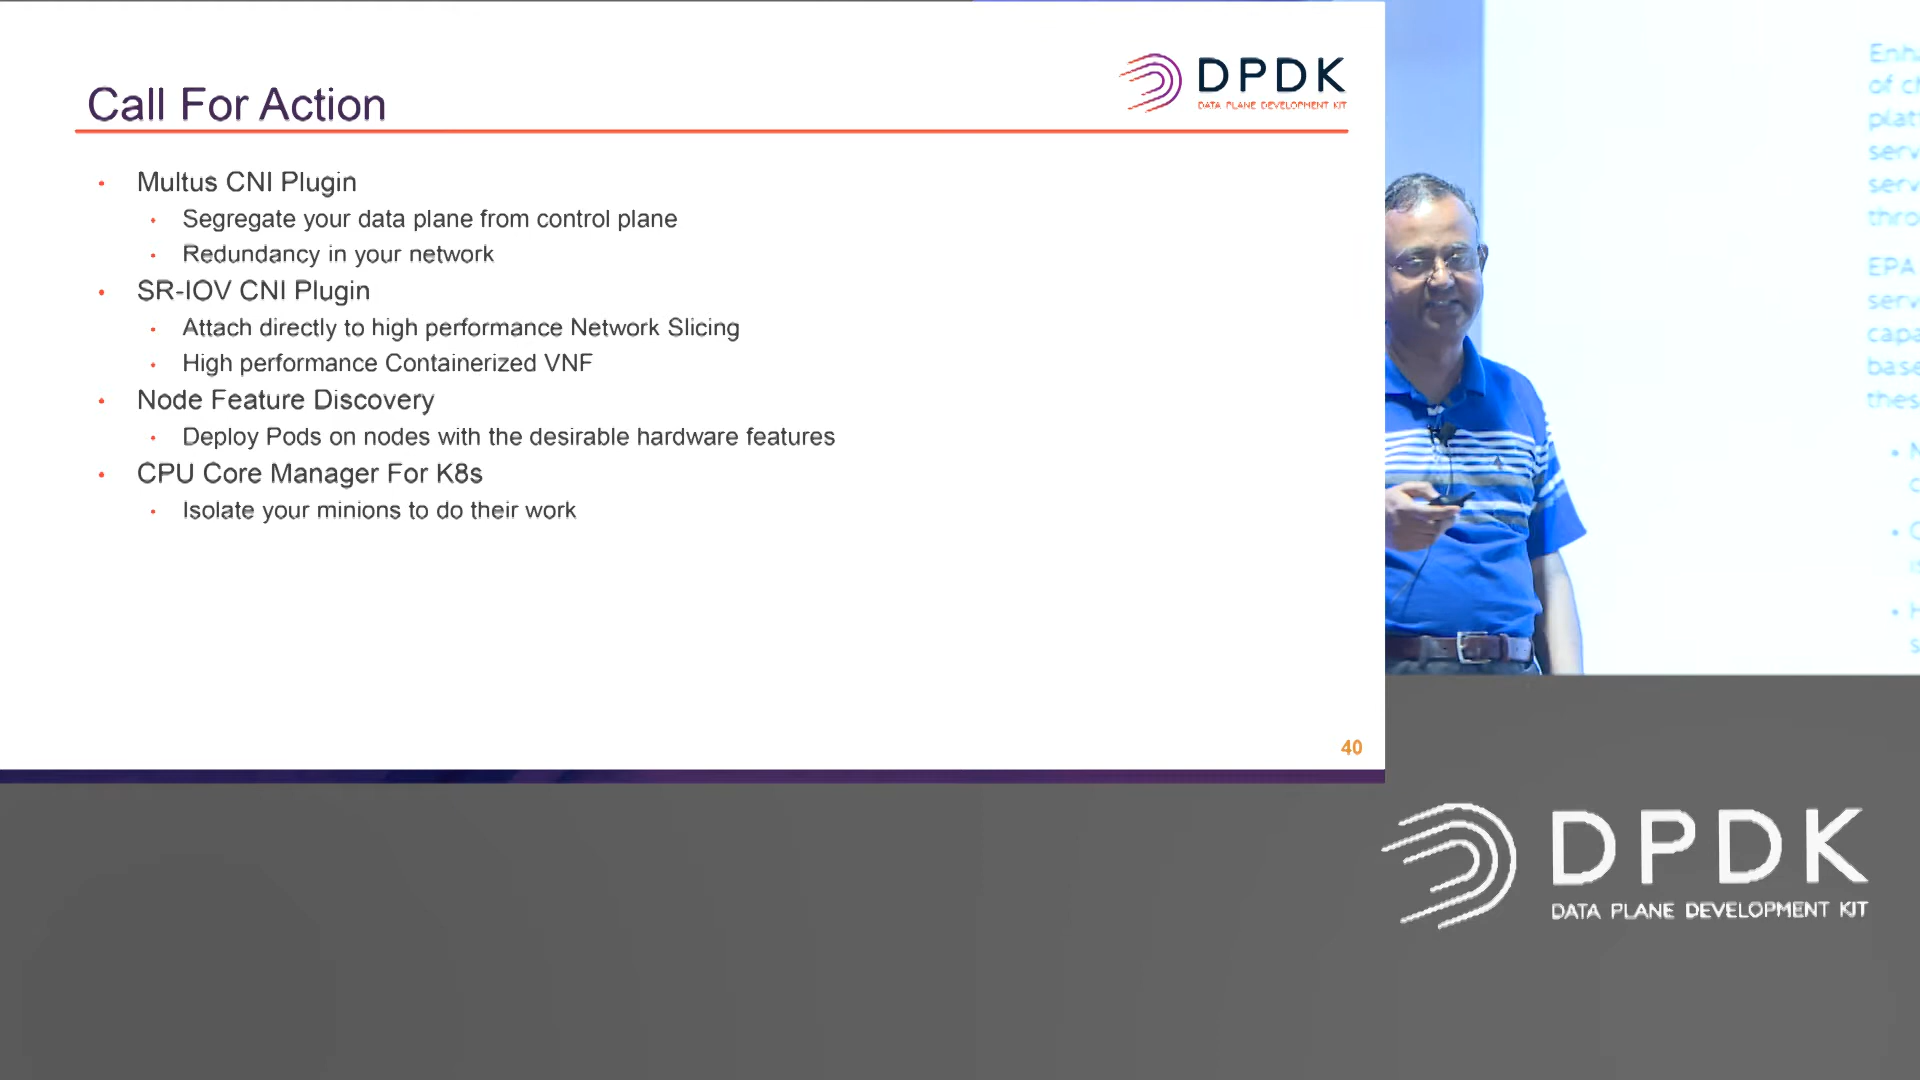 Call For Action
DPDK
DATA PLANE DEVELOPMENT KIT
• Multus CNI Plugin
• Segregate your data plane from control plane
• Redundancy in your network
• SR-IOV CNI Plugin
• Attach directly to high performance Network Slicing
• High performance Containerized VNF
• Node Feature Discovery
• Deploy Pods on nodes with the desirable hardware features
• CPU Core Manager For K8s
• Isolate your minions to do their work
40
of
EPA
DPDK
DATA PLANE DEVELOPMENT KIT